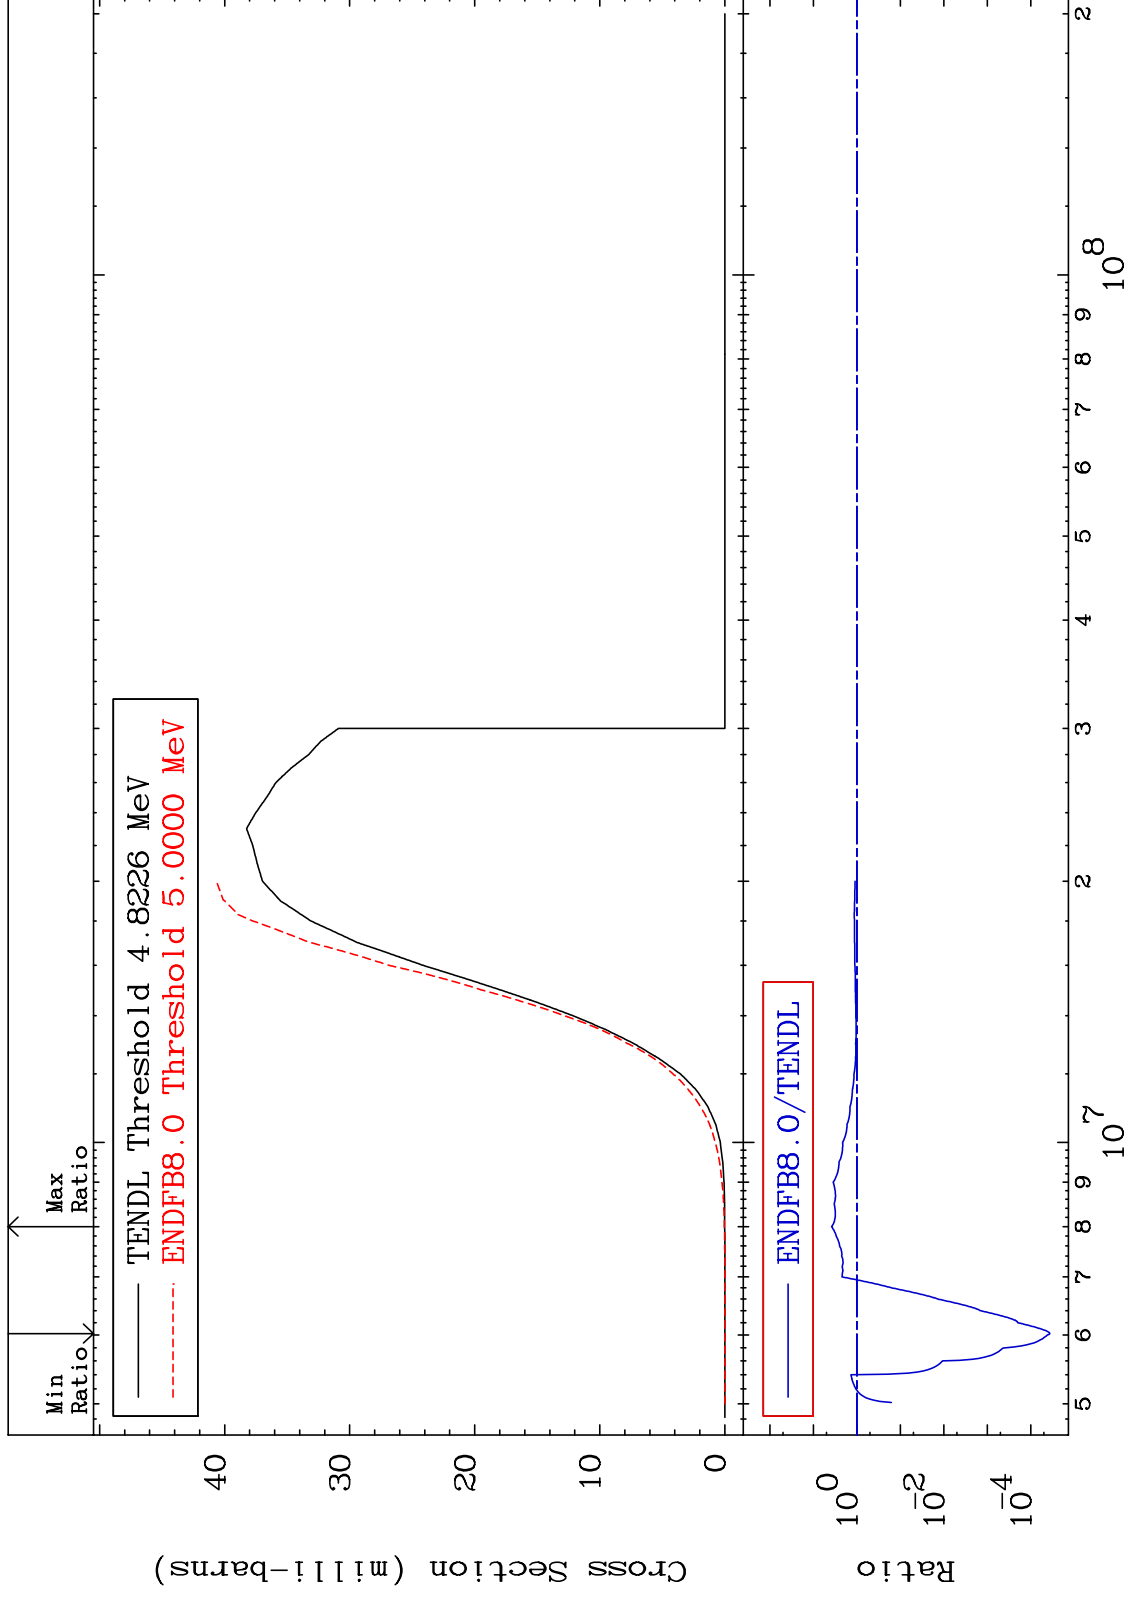 Min
Ratio
Max
Ratio
TENDL Threshold 4.8226 MeV
ENDFB8.0 Threshold 5.0000 MeV
40
30
20
10
0
Cross Section (milli-barns)
ENDFB8.0/TENDL
10^0
10^-2
10^-4
Ratio
5 6 7 8 9 10^7 2 3 4 5 6 7 8 9 10^8 2